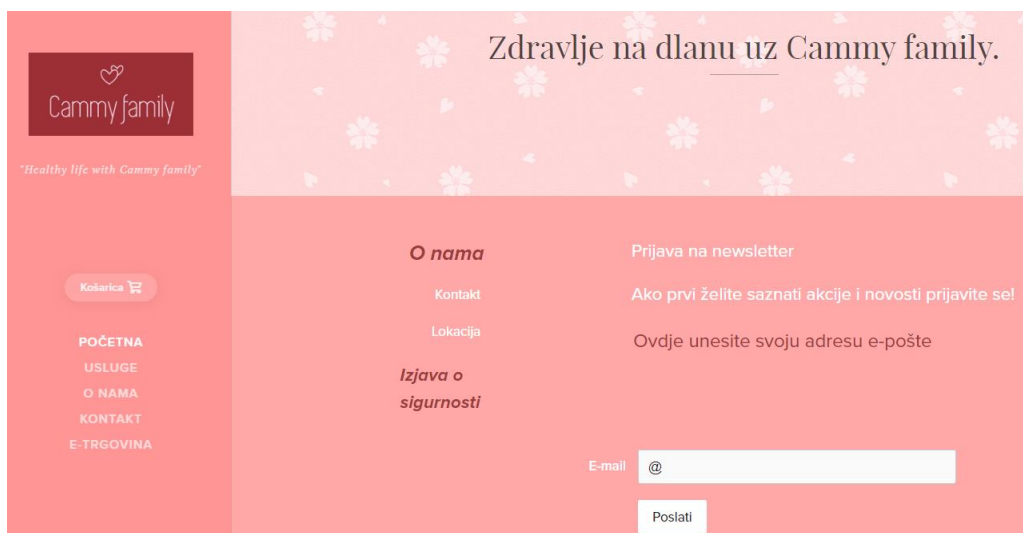 Cammy family
"Healthy life with Cammy family"
Košarica
POČETNA
USLUGE
O NAMA
KONTAKT
E-TRGOVINA
Zdravlje na dlanu uz Cammy family.
O nama
Kontakt
Lokacija
Izjava o
sigurnosti
Prijava na newsletter
Ako prvi želite saznati akcije i novosti prijavite se!
Ovdje unesite svoju adresu e-pošte
E-mail @
Poslati